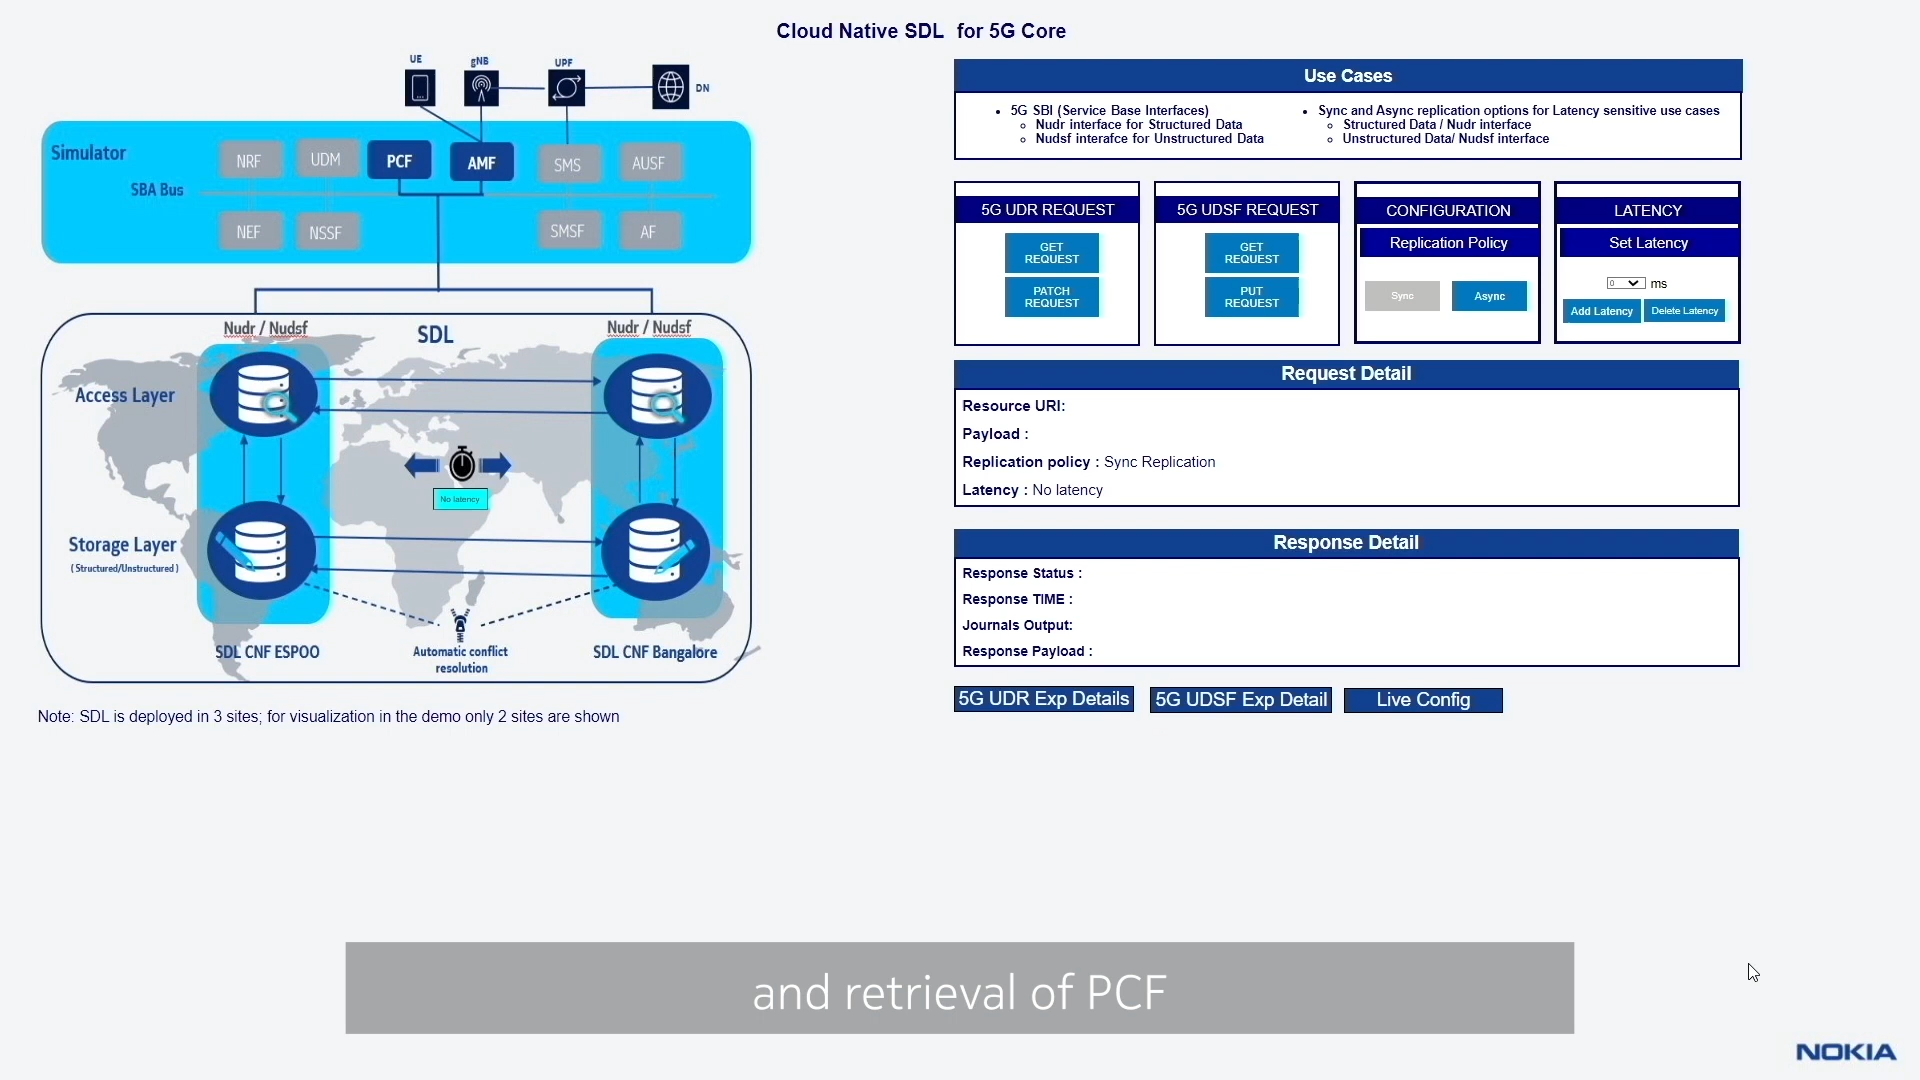 Cloud Native SDL  for 5G Core
UE
gNB
UPF
DN
Simulator
NRF
UDM
PCF
AMF
SMS
AUSF
SBA Bus
NEF
NSSF
SMSF
AF
Nudr / Nudsf
SDL
Nudr / Nudsf
Access Layer
No latency
Storage Layer
( Structured/Unstructured )
SDL CNF ESPOO
Automatic conflict
resolution
SDL CNF Bangalore
Note: SDL is deployed in 3 sites; for visualization in the demo only 2 sites are shown
Use Cases
5G SBI (Service Base Interfaces)
Nudr interface for Structured Data
Nudsf interafce for Unstructured Data
Sync and Async replication options for Latency sensitive use cases
Structured Data / Nudr interface
Unstructured Data/ Nudsf interface
5G UDR REQUEST
GET
REQUEST
PATCH
REQUEST
5G UDSF REQUEST
GET
REQUEST
PUT
REQUEST
CONFIGURATION
Replication Policy
Sync
Async
LATENCY
Set Latency
0
ms
Add Latency
Delete Latency
Request Detail
Resource URI:
Payload :
Replication policy : Sync Replication
Latency : No latency
Response Detail
Response Status :
Response TIME :
Journals Output:
Response Payload :
5G UDR Exp Details
5G UDSF Exp Detail
Live Config
and retrieval of PCF
NOKIA